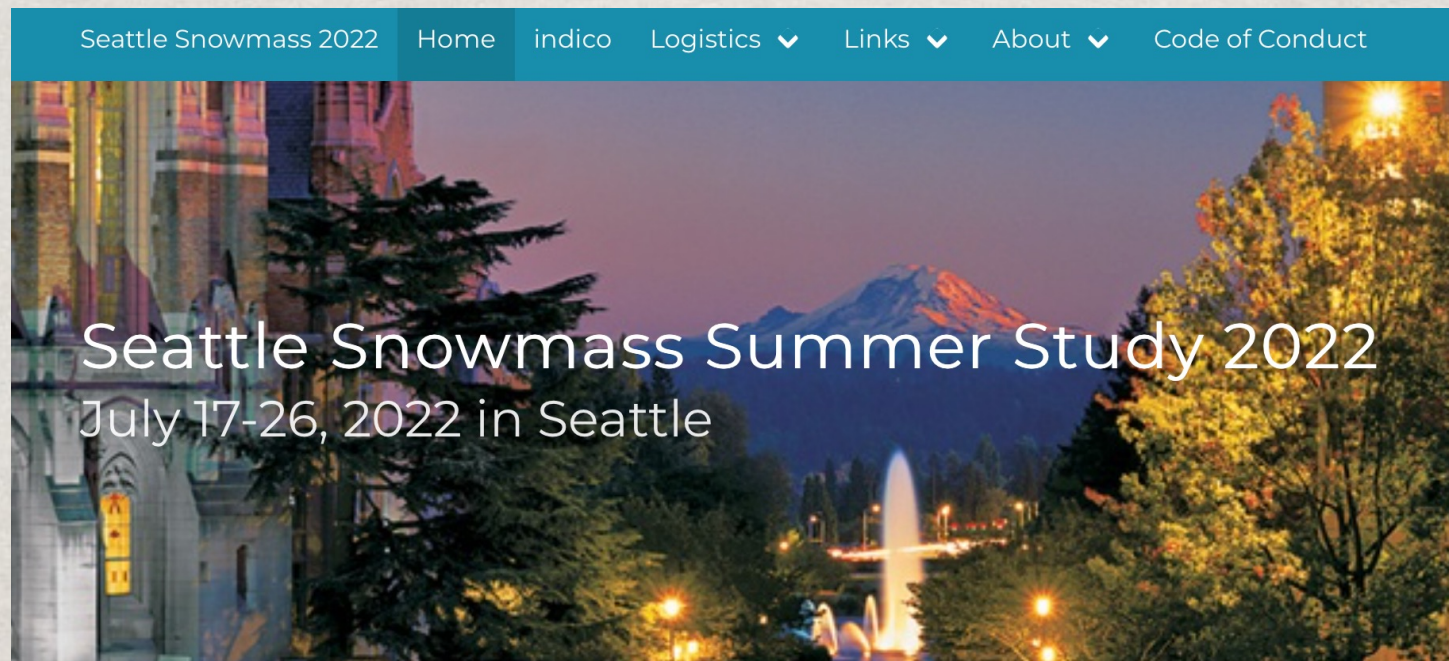 Seattle Snowmass 2022 Home indico Logistics Links About Code of Conduct
Seattle Snowmass Summer Study 2022
July 17-26, 2022 in Seattle